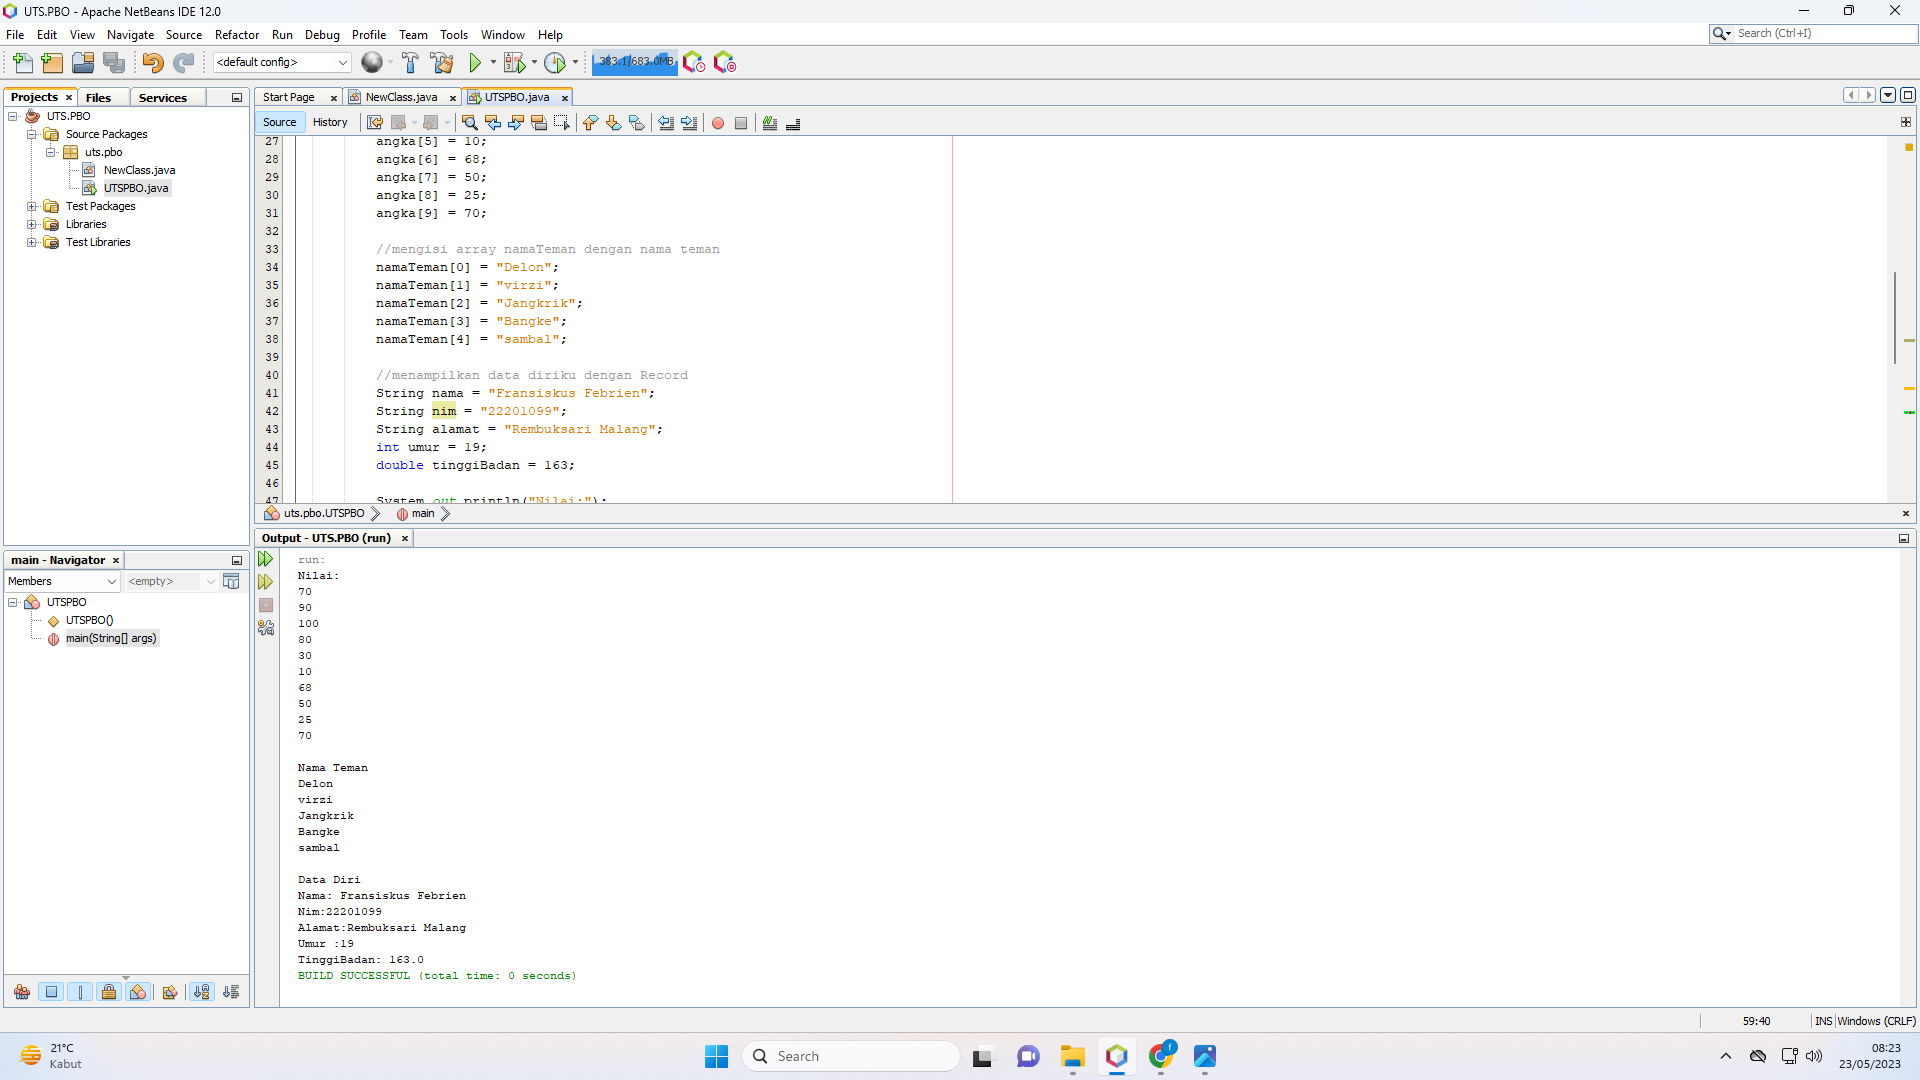 UTS.PBO - Apache NetBeans IDE 12.0
File Edit View Navigate Source Refactor Run Debug Profile Team Tools Window Help
Search (Ctrl+I)
<default config>
383.1/683.0MB
Projects Files Services
Start Page NewClass.java UTSPBO.java
Source History
UTS.PBO
Source Packages
uts.pbo
NewClass.java
UTSPBO.java
Test Packages
Libraries
Test Libraries
27 angka[5] = 10;
28 angka[6] = 68;
29 angka[7] = 50;
30 angka[8] = 25;
31 angka[9] = 70;
32
33 //mengisi array namaTeman dengan nama teman
34 namaTeman[0] = "Delon";
35 namaTeman[1] = "virzi";
36 namaTeman[2] = "Jangkrik";
37 namaTeman[3] = "Bangke";
38 namaTeman[4] = "sambal";
39
40 //menampilkan data diriku dengan Record
41 String nama = "Fransiskus Febrien";
42 String nim = "22201099";
43 String alamat = "Rembuksari Malang";
44 int umur = 19;
45 double tinggiBadan = 163;
46
47 System.out.println("Nilai:");
uts.pbo.UTSPBO main
main - Navigator
Members <empty>
UTSPBO
UTSPBO()
main(String[] args)
Output - UTS.PBO (run)
run:
Nilai:
70
90
100
80
30
10
68
50
25
70
Nama Teman
Delon
virzi
Jangkrik
Bangke
sambal
Data Diri
Nama: Fransiskus Febrien
Nim:22201099
Alamat:Rembuksari Malang
Umur :19
TinggiBadan: 163.0
BUILD SUCCESSFUL (total time: 0 seconds)
59:40 INS Windows (CRLF)
21°C
Kabut
Search
08:23
23/05/2023